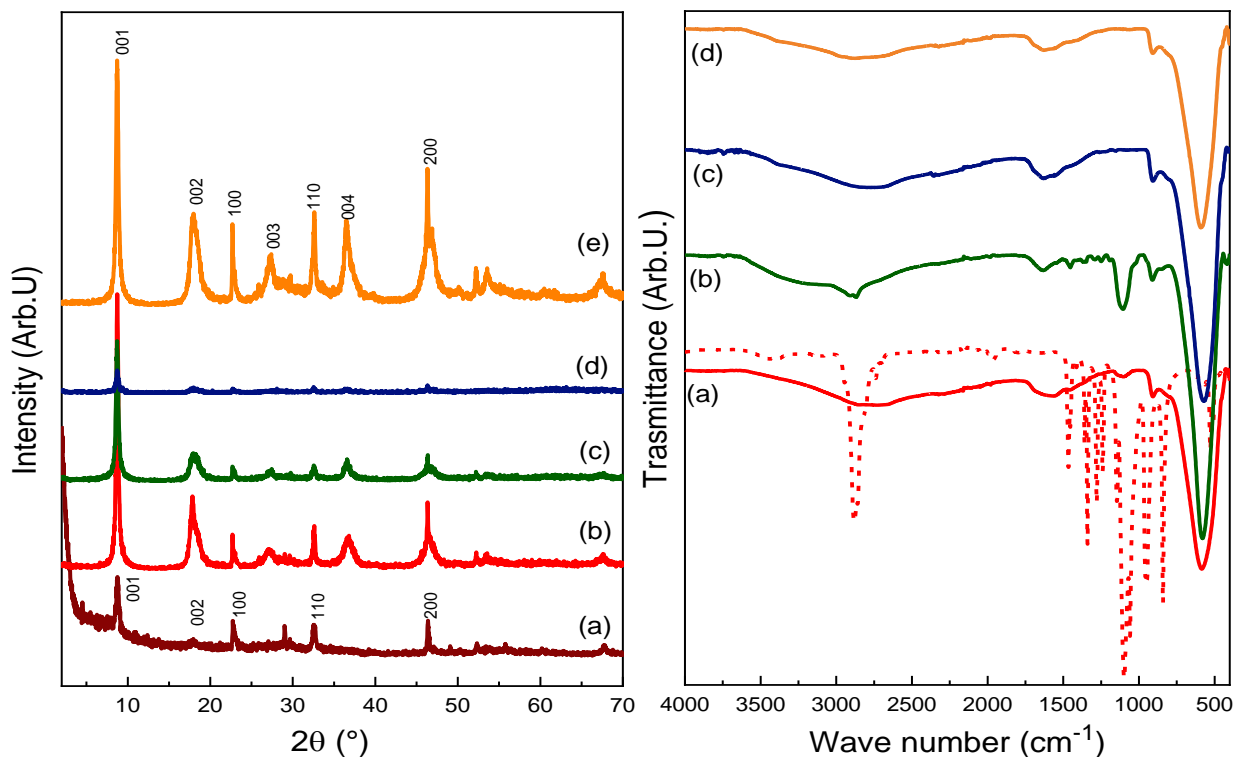 001
002
100
003
110
004
200
(e)
(d)
(c)
(b)
(a)
001
002
100
110
200
Intensity (Arb.U)
10 20 30 40 50 60 70
2θ (°)
(d)
(c)
(b)
(a)
Trasmittance (Arb.U.)
4000 3500 3000 2500 2000 1500 1000 500
Wave number (cm⁻¹)